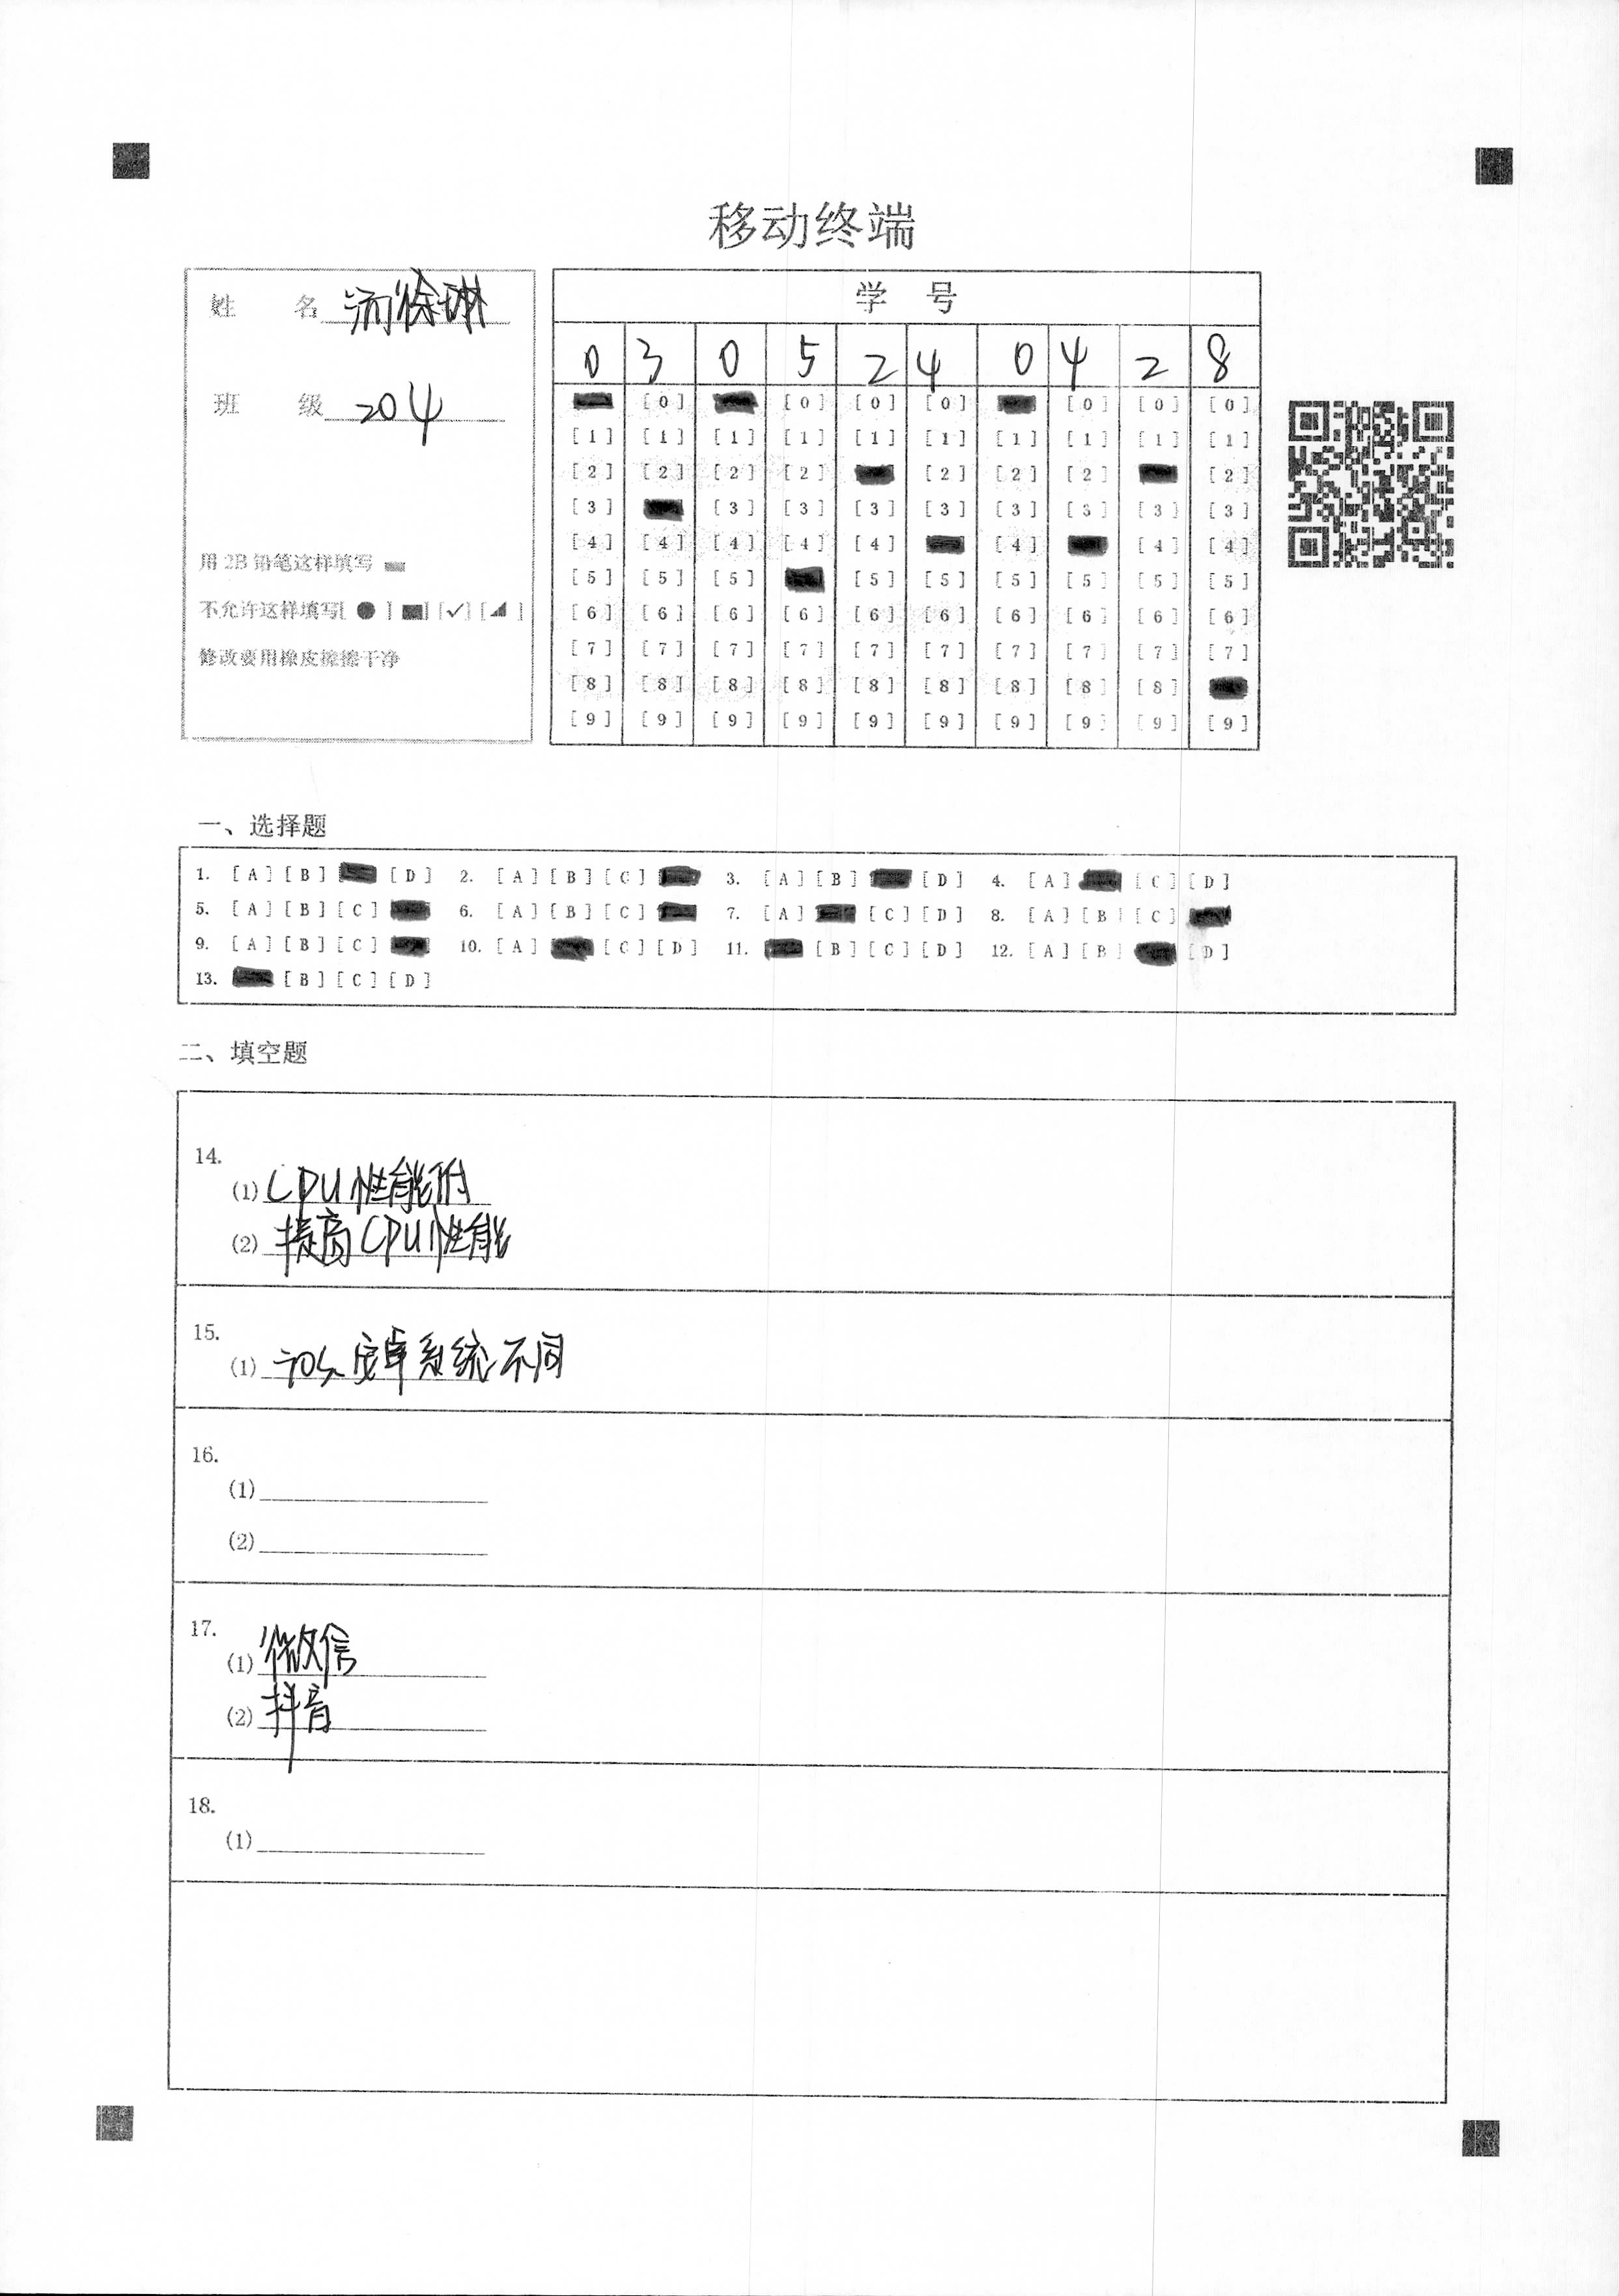 移动终端
姓 名
班 级 204
用 2B 铅笔这样填写
不允许这样填写[ ] [ ] [ ] [ ]
修改要用橡皮擦擦干净
学 号
0 3 0 5 2 4 0 4 2 8
[0] [0] [0] [0] [0] [0] [0]
[1] [1] [1] [1] [1] [1] [1] [1] [1] [1]
[2] [2] [2] [2] [2] [2] [2] [2]
[3] [3] [3] [3] [3] [3] [3] [3] [3]
[4] [4] [4] [4] [4] [4] [4] [4]
[5] [5] [5] [5] [5] [5] [5] [5] [5]
[6] [6] [6] [6] [6] [6] [6] [6] [6] [6]
[7] [7] [7] [7] [7] [7] [7] [7] [7] [7]
[8] [8] [8] [8] [8] [8] [8] [8] [8]
[9] [9] [9] [9] [9] [9] [9] [9] [9] [9]
一、选择题
1. [A] [B] [D] 2. [A] [B] [C] 3. [A] [B] [D] 4. [A] [C] [D]
5. [A] [B] [C] 6. [A] [B] [C] 7. [A] [C] [D] 8. [A] [B] [C]
9. [A] [B] [C] 10. [A] [C] [D] 11. [B] [C] [D] 12. [A] [B] [D]
13. [B] [C] [D]
二、填空题
14.
(1) CPU性能
(2) 提高CPU性能
15.
(1) 安卓系统不同
16.
(1)
(2)
17.
(1) 微信
(2) 抖音
18.
(1)